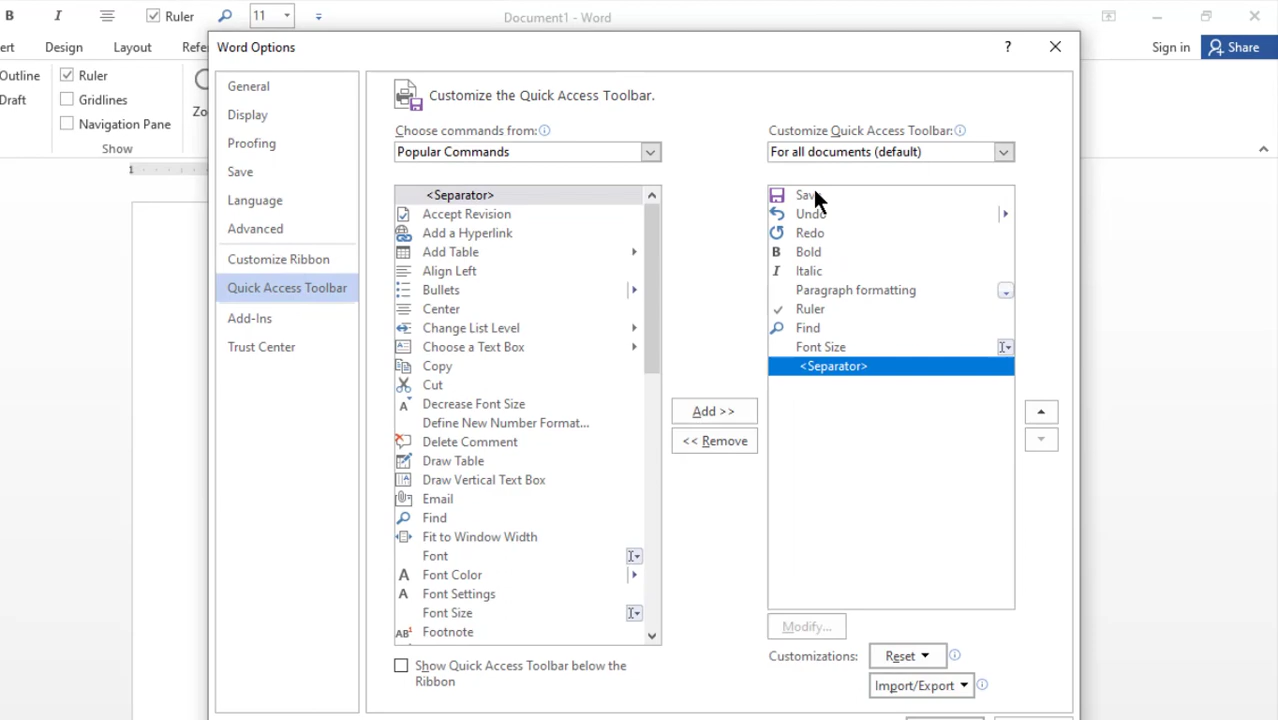 B I Ruler 11 Document1 - Word
Word Options ?
Design Layout Sign in Share
Outline Ruler
Draft Gridlines
Navigation Pane
Show
1
General
Display
Proofing
Save
Language
Advanced
Customize Ribbon
Quick Access Toolbar
Add-Ins
Trust Center
Customize the Quick Access Toolbar.
Choose commands from:
Popular Commands
<Separator>
Accept Revision
Add a Hyperlink
Add Table
Align Left
Bullets
Center
Change List Level
Choose a Text Box
Copy
Cut
Decrease Font Size
Define New Number Format...
Delete Comment
Draw Table
Draw Vertical Text Box
Email
Find
Fit to Window Width
Font
Font Color
Font Settings
Font Size
Footnote
Show Quick Access Toolbar below the
Ribbon
Add >>
<< Remove
Customize Quick Access Toolbar:
For all documents (default)
Save
Undo
Redo
B Bold
I Italic
Paragraph formatting
Ruler
Find
Font Size
<Separator>
Modify...
Customizations: Reset
Import/Export